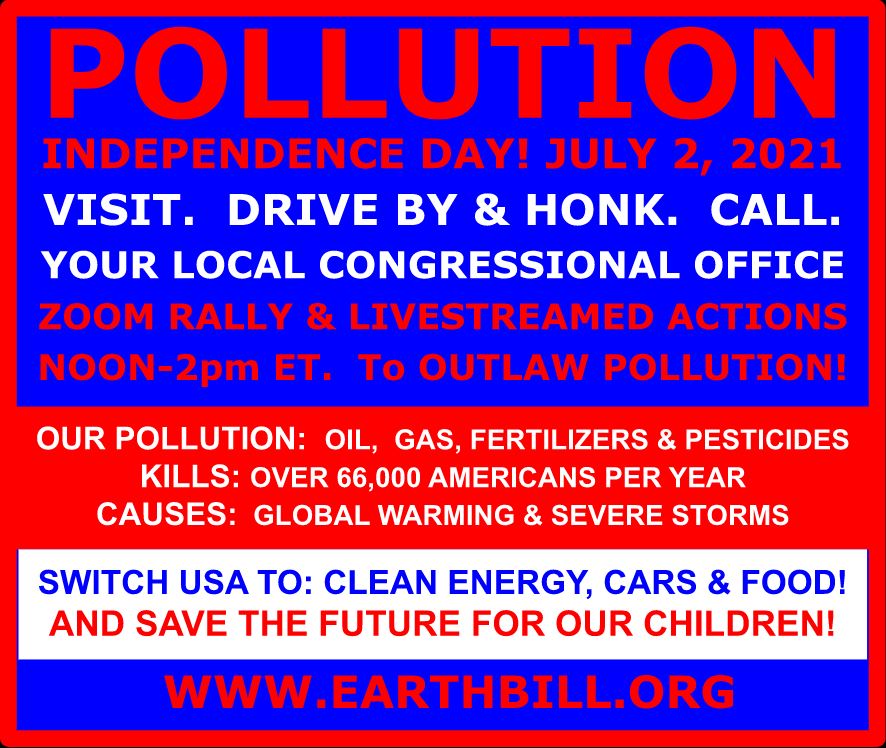 POLLUTION
INDEPENDENCE DAY! JULY 2, 2021
VISIT. DRIVE BY & HONK. CALL.
YOUR LOCAL CONGRESSIONAL OFFICE
ZOOM RALLY & LIVESTREAMED ACTIONS
NOON-2pm ET. To OUTLAW POLLUTION!
OUR POLLUTION: OIL, GAS, FERTILIZERS & PESTICIDES
KILLS: OVER 66,000 AMERICANS PER YEAR
CAUSES: GLOBAL WARMING & SEVERE STORMS
SWITCH USA TO: CLEAN ENERGY, CARS & FOOD!
AND SAVE THE FUTURE FOR OUR CHILDREN!
WWW.EARTHBILL.ORG